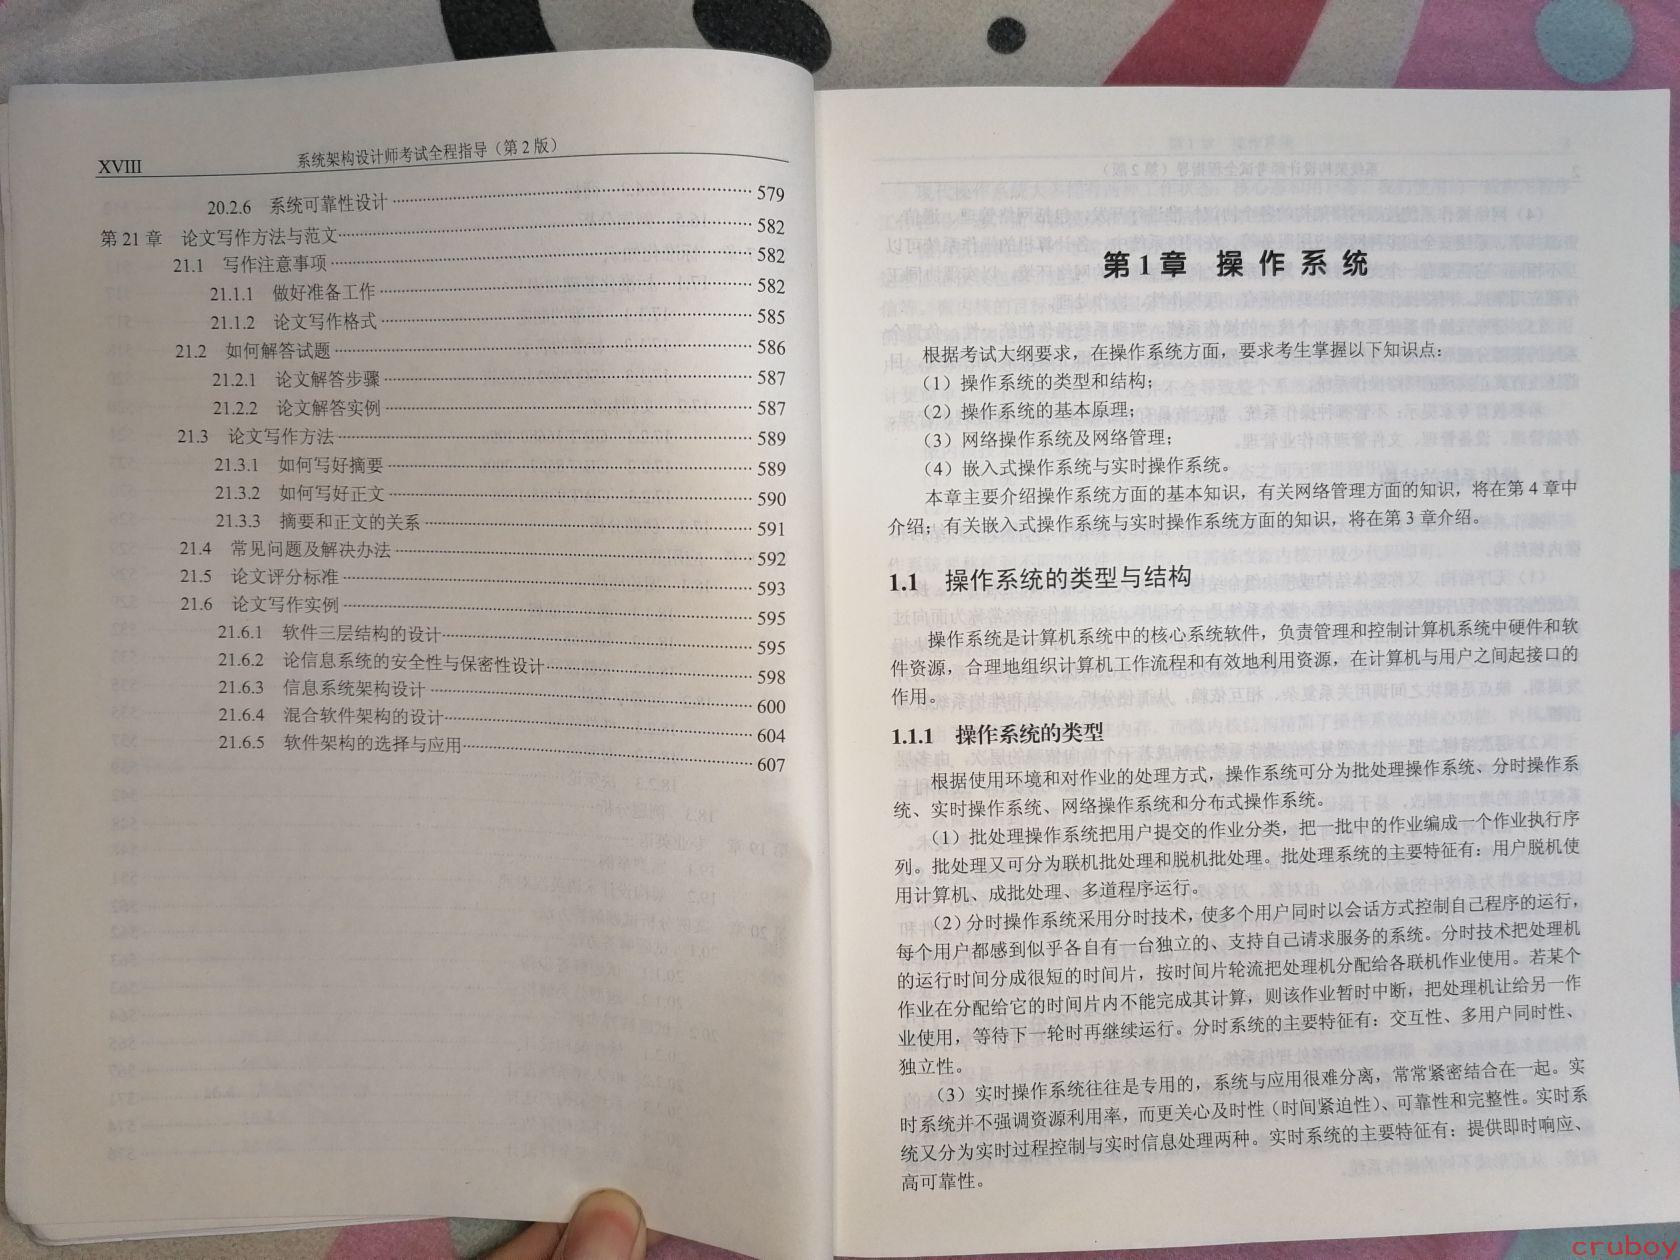 XVIII 系统架构设计师考试全程指导（第 2 版）
20.2.6 系统可靠性设计 579
第 21 章 论文写作方法与范文 582
21.1 写作注意事项 582
21.1.1 做好准备工作 582
21.1.2 论文写作格式 585
21.2 如何解答试题 586
21.2.1 论文解答步骤 587
21.2.2 论文解答实例 587
21.3 论文写作方法 589
21.3.1 如何写好摘要 589
21.3.2 如何写好正文 590
21.3.3 摘要和正文的关系 591
21.4 常见问题及解决办法 592
21.5 论文评分标准 593
21.6 论文写作实例 595
21.6.1 软件三层结构的设计 595
21.6.2 论信息系统的安全性与保密性设计 598
21.6.3 信息系统架构设计 600
21.6.4 混合软件架构的设计 604
21.6.5 软件架构的选择与应用 607
第 1 章 操 作 系 统
根据考试大纲要求，在操作系统方面，要求考生掌握以下知识点：
（1）操作系统的类型和结构；
（2）操作系统的基本原理；
（3）网络操作系统及网络管理；
（4）嵌入式操作系统与实时操作系统。
本章主要介绍操作系统方面的基本知识，有关网络管理方面的知识，将在第 4 章中
介绍；有关嵌入式操作系统与实时操作系统方面的知识，将在第 3 章介绍。
1.1 操作系统的类型与结构
操作系统是计算机系统中的核心系统软件，负责管理和控制计算机系统中硬件和软
件资源，合理地组织计算机工作流程和有效地利用资源，在计算机与用户之间起接口的
作用。
1.1.1 操作系统的类型
根据使用环境和对作业的处理方式，操作系统可分为批处理操作系统、分时操作系
统、实时操作系统、网络操作系统和分布式操作系统。
（1）批处理操作系统把用户提交的作业分类，把一批中的作业编成一个作业执行序
列。批处理又可分为联机批处理和脱机批处理。批处理系统的主要特征有：用户脱机使
用计算机、成批处理、多道程序运行。
（2）分时操作系统采用分时技术，使多个用户同时以会话方式控制自己程序的运行，
每个用户都感到似乎各自有一台独立的、支持自己请求服务的系统。分时技术把处理机
的运行时间分成很短的时间片，按时间片轮流把处理机分配给各联机作业使用。若某个
作业在分配给它的时间片内不能完成其计算，则该作业暂时中断，把处理机让给另一作
业使用，等待下一轮时再继续运行。分时系统的主要特征有：交互性、多用户同时性、
独立性。
（3）实时操作系统往往是专用的，系统与应用很难分离，常常紧密结合在一起。实
时系统并不强调资源利用率，而更关心及时性（时间紧迫性）、可靠性和完整性。实时系
统又分为实时过程控制与实时信息处理两种。实时系统的主要特征有：提供即时响应、
高可靠性。
cruboy